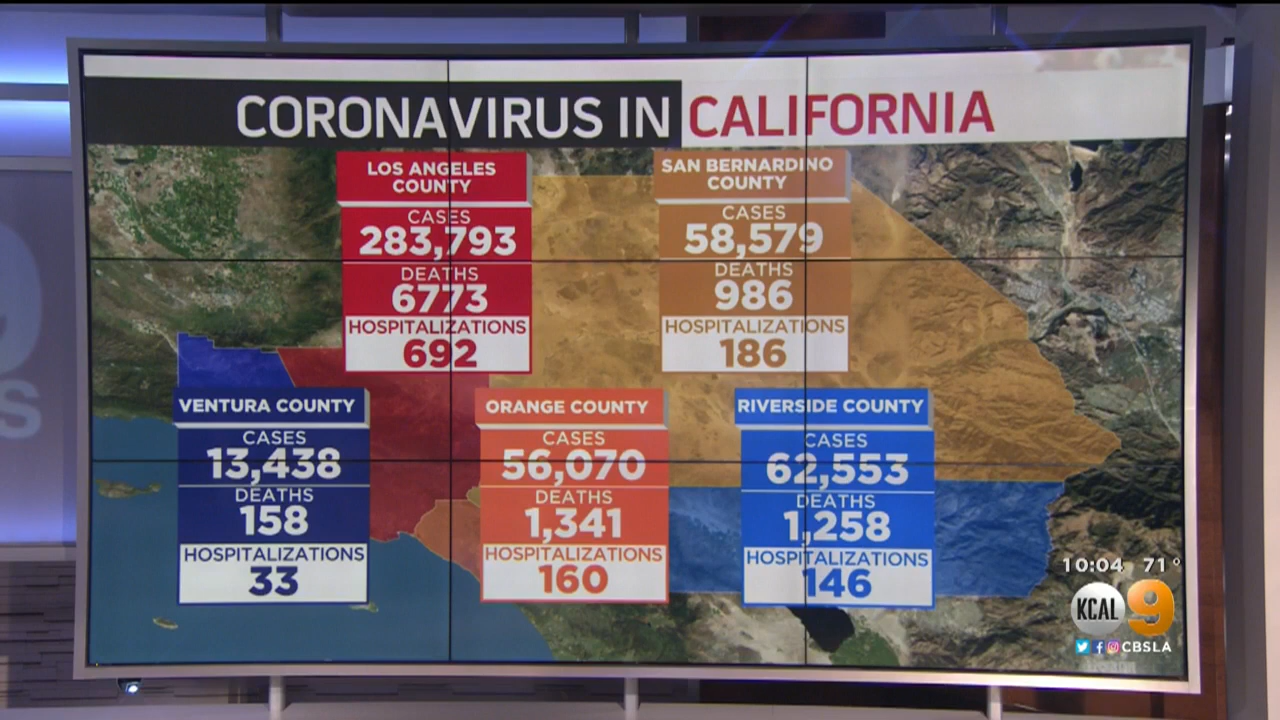 CORONAVIRUS IN CALIFORNIA
LOS ANGELES
COUNTY
CASES
283,793
DEATHS
6773
HOSPITALIZATIONS
692
SAN BERNARDINO
COUNTY
CASES
58,579
DEATHS
986
HOSPITALIZATIONS
186
VENTURA COUNTY
CASES
13,438
DEATHS
158
HOSPITALIZATIONS
33
ORANGE COUNTY
CASES
56,070
DEATHS
1,341
HOSPITALIZATIONS
160
RIVERSIDE COUNTY
CASES
62,553
DEATHS
1,258
HOSPITALIZATIONS
146
9
S
10:04 71°
KCAL 9
CBSLA